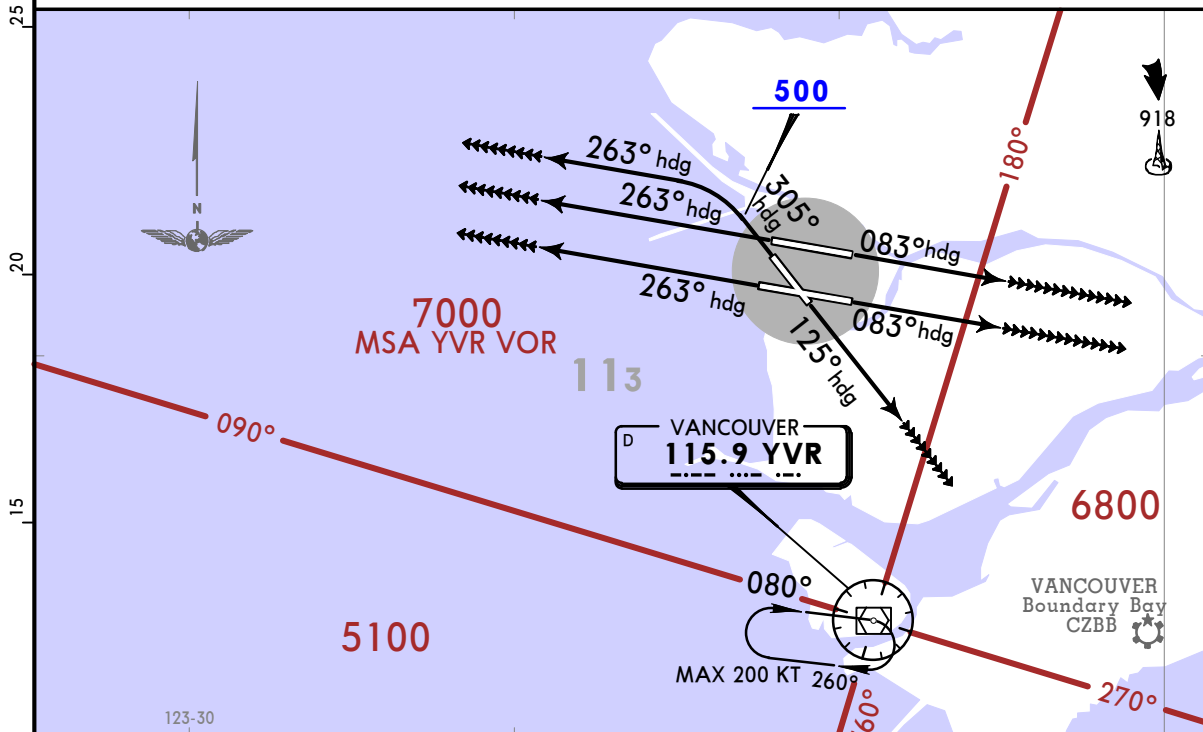 25
500
918
263° hdg
305°
hdg
180°
263° hdg
N
083° hdg
20
263° hdg
7000
MSA YVR VOR
083° hdg
125° hdg
113
090°
VANCOUVER
D
115.9 YVR
15
6800
080°
VANCOUVER
Boundary Bay
CZBB
5100
MAX 200 KT
260°
270°
123-30
60°